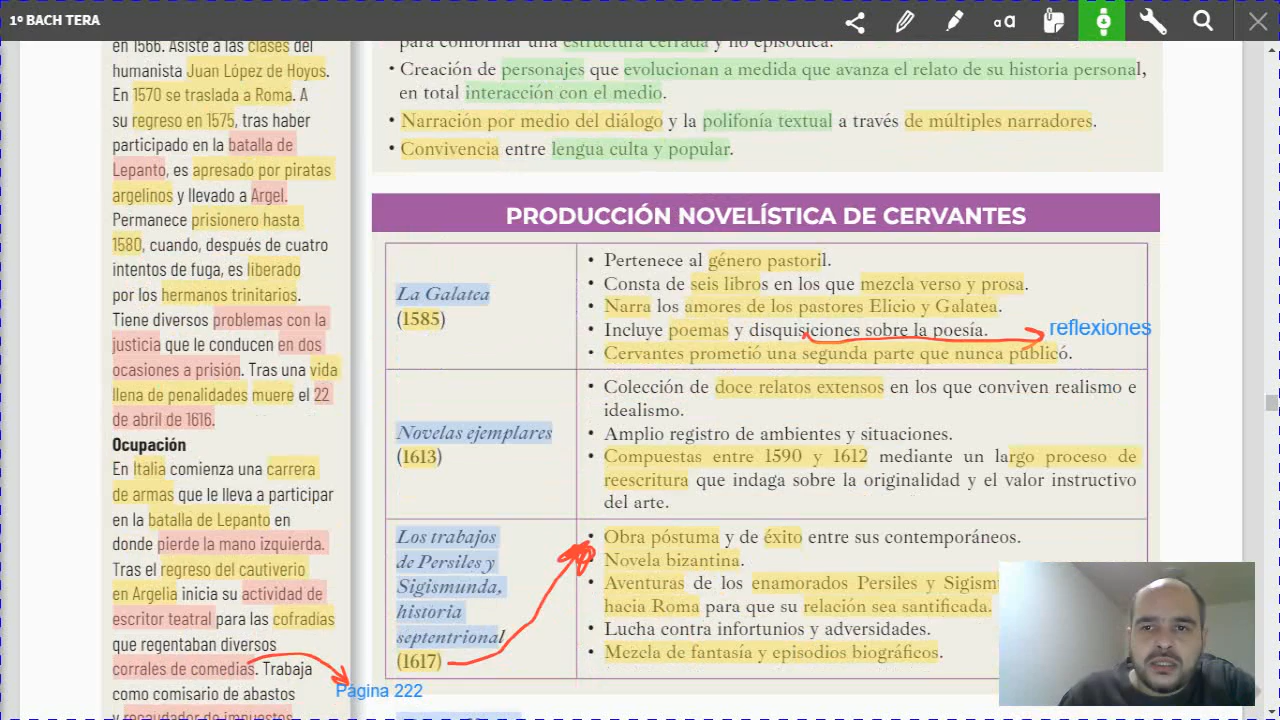 1º BACH TERA
en 1566. Asiste a las clases del
humanista Juan López de Hoyos.
En 1570 se traslada a Roma. A
su regreso en 1575, tras haber
participado en la batalla de
Lepanto, es apresado por piratas
argelinos y llevado a Argel.
Permanece prisionero hasta
1580, cuando, después de cuatro
intentos de fuga, es liberado
por los hermanos trinitarios.
Tiene diversos problemas con la
justicia que le conducen en dos
ocasiones a prisión. Tras una vida
llena de penalidades muere el 22
de abril de 1616.
Ocupación
En Italia comienza una carrera
de armas que le lleva a participar
en la batalla de Lepanto en
donde pierde la mano izquierda.
Tras el regreso del cautiverio
en Argelia inicia su actividad de
escritor teatral para las cofradías
que regentaban diversos
corrales de comedias. Trabaja
como comisario de abastos
y recaudador de impuestos
Página 222
para conformar una estructura cerrada y no episódica.
• Creación de personajes que evolucionan a medida que avanza el relato de su historia personal,
en total interacción con el medio.
• Narración por medio del diálogo y la polifonía textual a través de múltiples narradores.
• Convivencia entre lengua culta y popular.
PRODUCCIÓN NOVELÍSTICA DE CERVANTES
La Galatea
(1585)
• Pertenece al género pastoril.
• Consta de seis libros en los que mezcla verso y prosa.
• Narra los amores de los pastores Elicio y Galatea.
• Incluye poemas y disquisiciones sobre la poesía.
reflexiones
• Cervantes prometió una segunda parte que nunca publicó.
Novelas ejemplares
(1613)
• Colección de doce relatos extensos en los que conviven realismo e
idealismo.
• Amplio registro de ambientes y situaciones.
• Compuestas entre 1590 y 1612 mediante un largo proceso de
reescritura que indaga sobre la originalidad y el valor instructivo
del arte.
Los trabajos
de Persiles y
Sigismunda,
historia
septentrional
(1617)
• Obra póstuma y de éxito entre sus contemporáneos.
• Novela bizantina.
• Aventuras de los enamorados Persiles y Sigism
hacia Roma para que su relación sea santificada.
• Lucha contra infortunios y adversidades.
• Mezcla de fantasía y episodios biográficos.